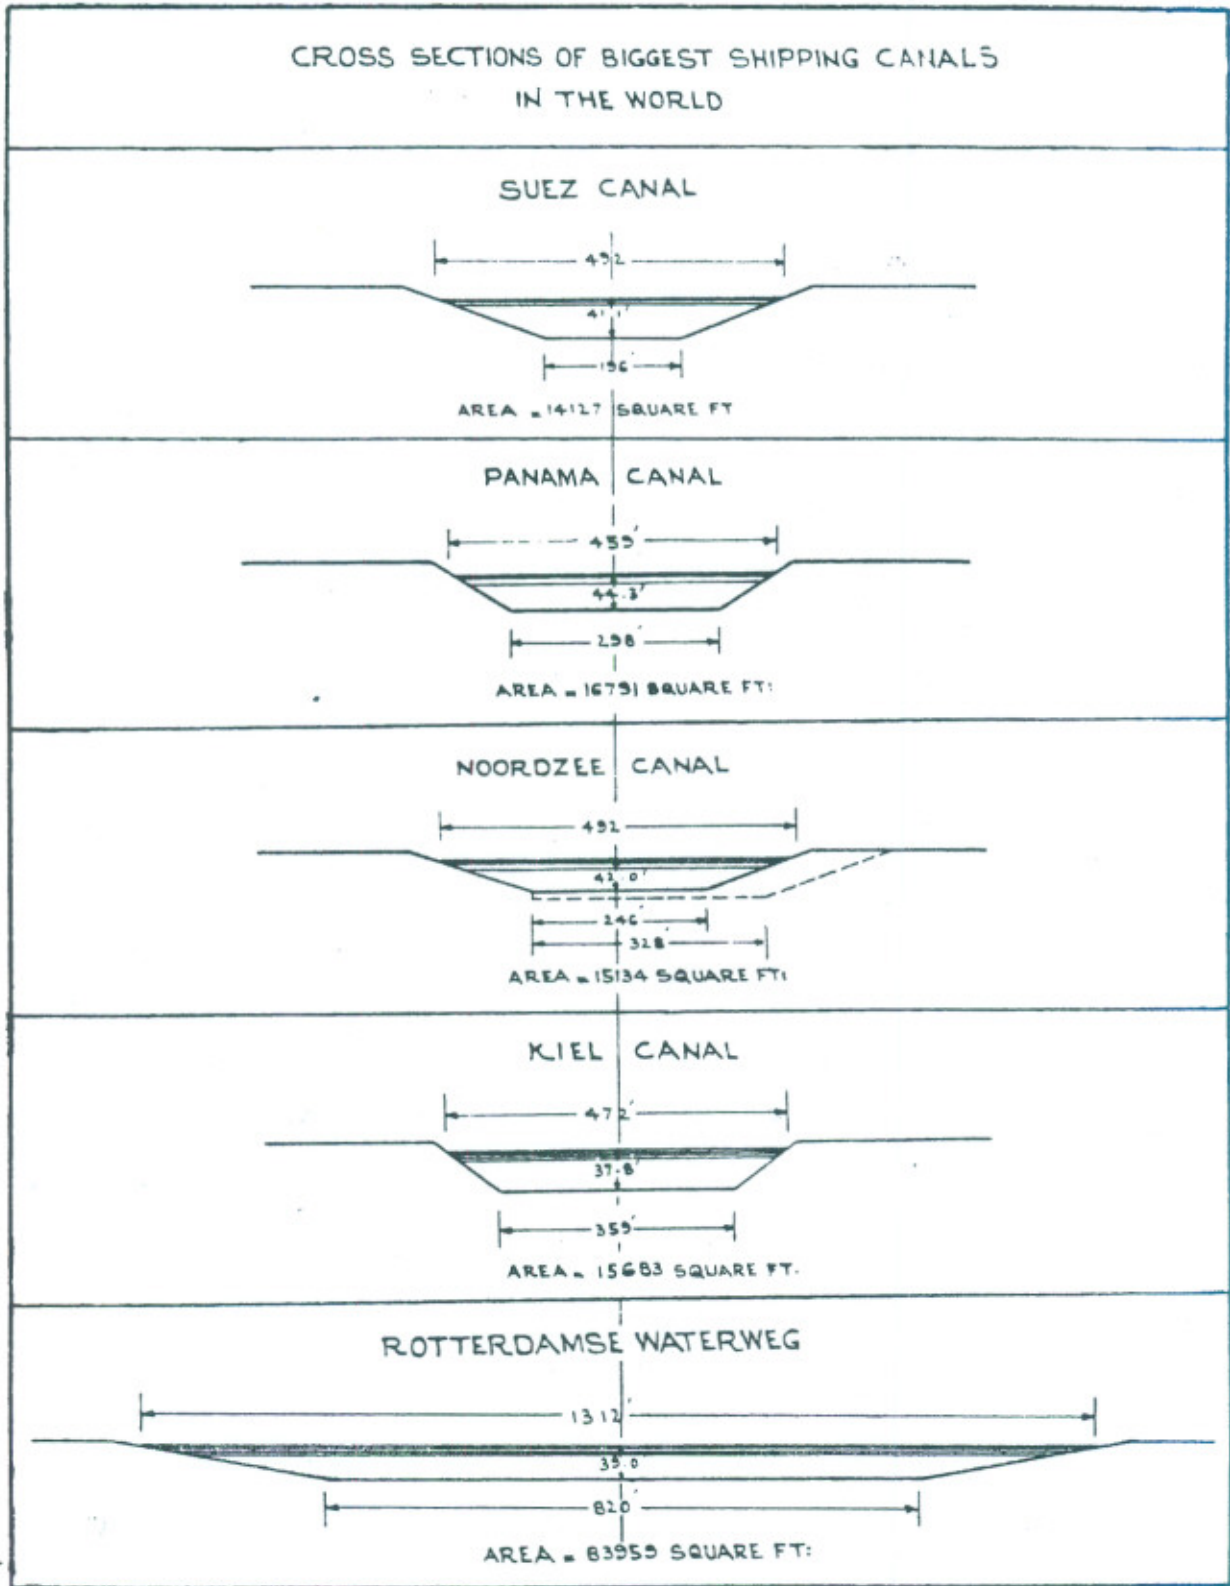 CROSS SECTIONS OF BIGGEST SHIPPING CANALS
IN THE WORLD
SUEZ CANAL
492
41.1'
196'
AREA = 14127 SQUARE FT
PANAMA CANAL
459'
44.3'
298'
AREA = 16791 SQUARE FT:
NOORDZEE CANAL
492
42.0'
246'
328'
AREA = 15134 SQUARE FT:
KIEL CANAL
472'
37.8'
359'
AREA = 15683 SQUARE FT.
ROTTERDAMSE WATERWEG
1312'
39.0
820'
AREA = 83959 SQUARE FT: